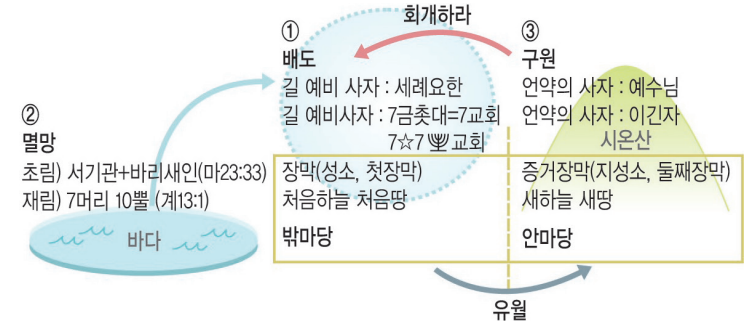 회개하라
①
배도
길 예비 사자 : 세례요한
길 예비사자 : 7금촛대=7교회
7☆7🕎교회
③
구원
언약의 사자 : 예수님
언약의 사자 : 이긴자
시온산
②
멸망
초림) 서기관+바리새인(마23:33)
재림) 7머리 10뿔 (계13:1)
바다
장막(성소, 첫장막)
처음하늘 처음땅
밖마당
증거장막(지성소, 둘째장막)
새하늘 새땅
안마당
유월